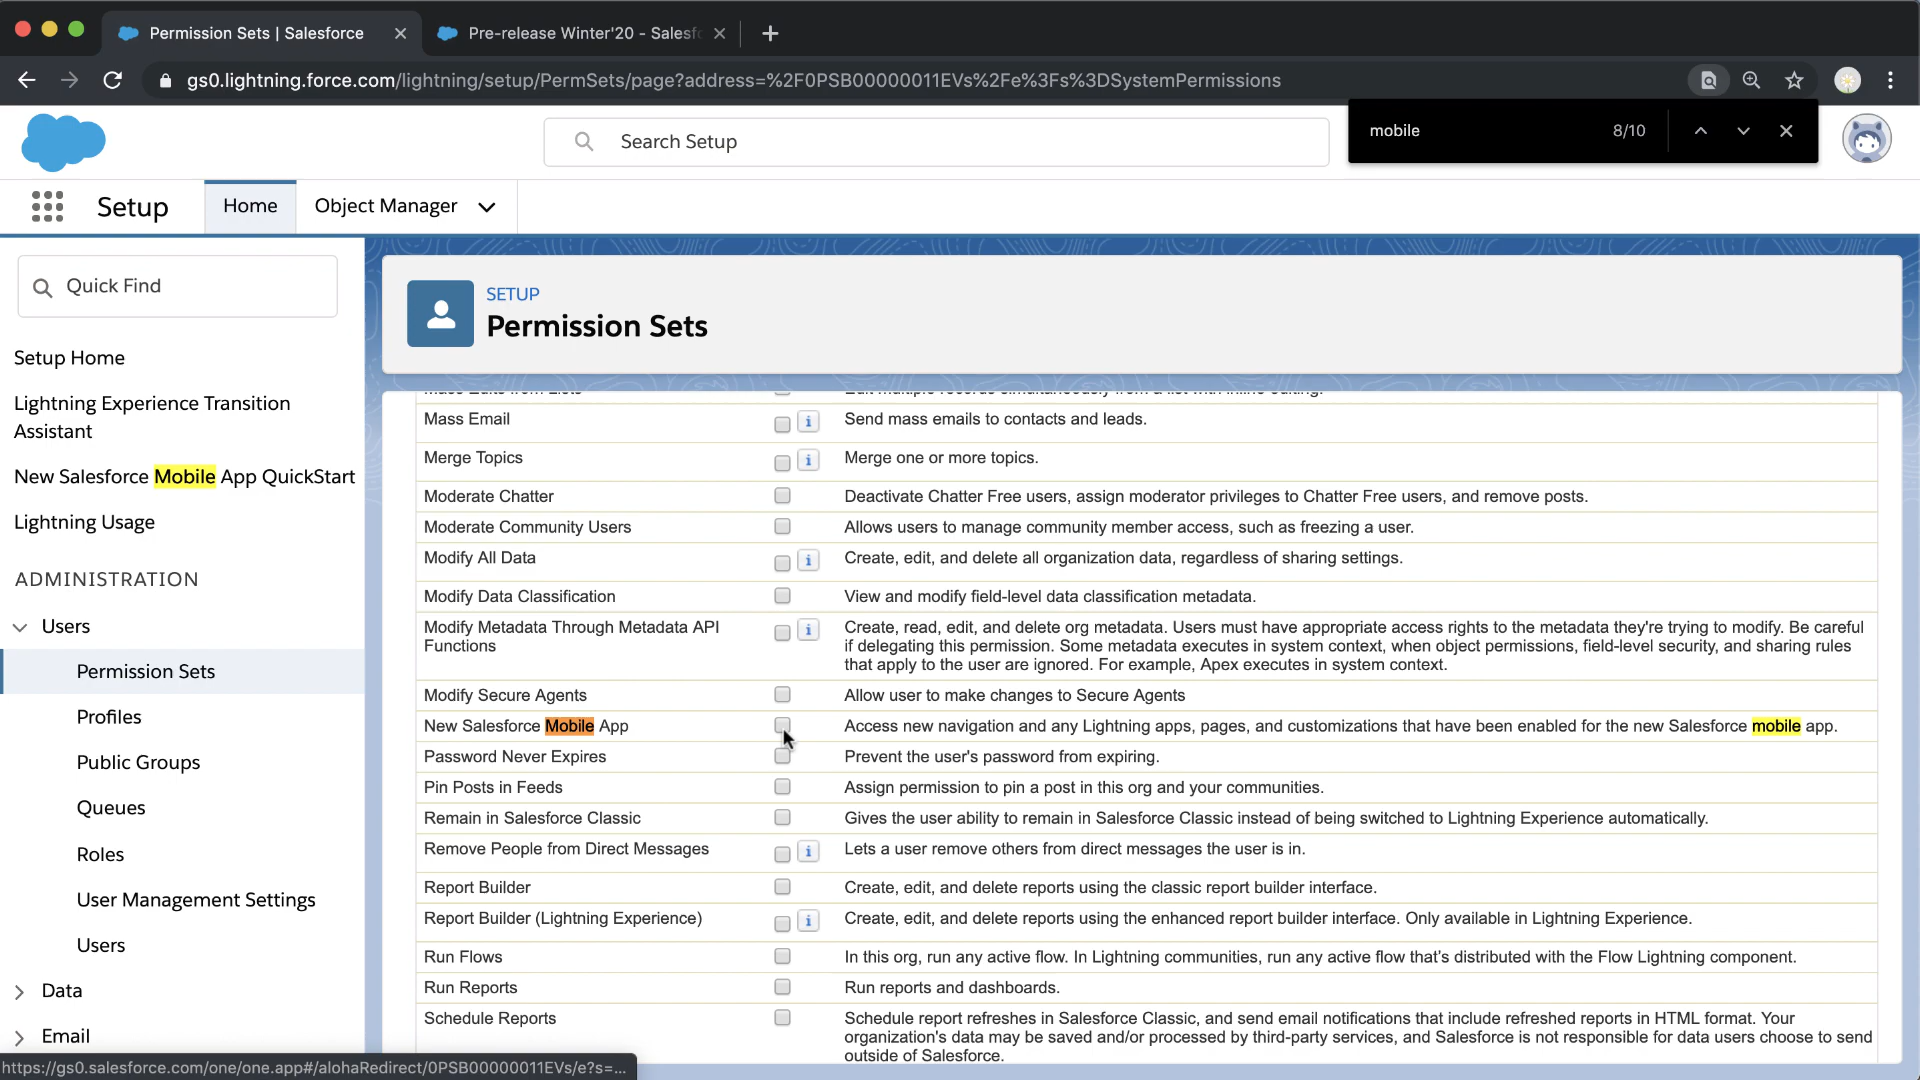 Permission Sets | Salesforce
Pre-release Winter'20 - Salesf
gs0.lightning.force.com/lightning/setup/PermSets/page?address=%2F0PSB00000011EVs%2Fe%3Fs%3DSystemPermissions
mobile
8/10
Search Setup
Setup
Home
Object Manager
Quick Find
Setup Home
Lightning Experience Transition
Assistant
New Salesforce Mobile App QuickStart
Lightning Usage
ADMINISTRATION
Users
Permission Sets
Profiles
Public Groups
Queues
Roles
User Management Settings
Users
Data
Email
https://gs0.salesforce.com/one/one.app#/alohaRedirect/0PSB00000011EVs/e?s=...
SETUP
Permission Sets
Mass Edits from Lists Edit multiple records simultaneously from a list with inline editing.
Mass Email Send mass emails to contacts and leads.
Merge Topics Merge one or more topics.
Moderate Chatter Deactivate Chatter Free users, assign moderator privileges to Chatter Free users, and remove posts.
Moderate Community Users Allows users to manage community member access, such as freezing a user.
Modify All Data Create, edit, and delete all organization data, regardless of sharing settings.
Modify Data Classification View and modify field-level data classification metadata.
Modify Metadata Through Metadata API Create, read, edit, and delete org metadata. Users must have appropriate access rights to the metadata they're trying to modify. Be careful
Functions if delegating this permission. Some metadata executes in system context, when object permissions, field-level security, and sharing rules
that apply to the user are ignored. For example, Apex executes in system context.
Modify Secure Agents Allow user to make changes to Secure Agents
New Salesforce Mobile App Access new navigation and any Lightning apps, pages, and customizations that have been enabled for the new Salesforce mobile app.
Password Never Expires Prevent the user's password from expiring.
Pin Posts in Feeds Assign permission to pin a post in this org and your communities.
Remain in Salesforce Classic Gives the user ability to remain in Salesforce Classic instead of being switched to Lightning Experience automatically.
Remove People from Direct Messages Lets a user remove others from direct messages the user is in.
Report Builder Create, edit, and delete reports using the classic report builder interface.
Report Builder (Lightning Experience) Create, edit, and delete reports using the enhanced report builder interface. Only available in Lightning Experience.
Run Flows In this org, run any active flow. In Lightning communities, run any active flow that's distributed with the Flow Lightning component.
Run Reports Run reports and dashboards.
Schedule Reports Schedule report refreshes in Salesforce Classic, and send email notifications that include refreshed reports in HTML format. Your
organization's data may be saved and/or processed by third-party services, and Salesforce is not responsible for data users choose to send
outside of Salesforce.